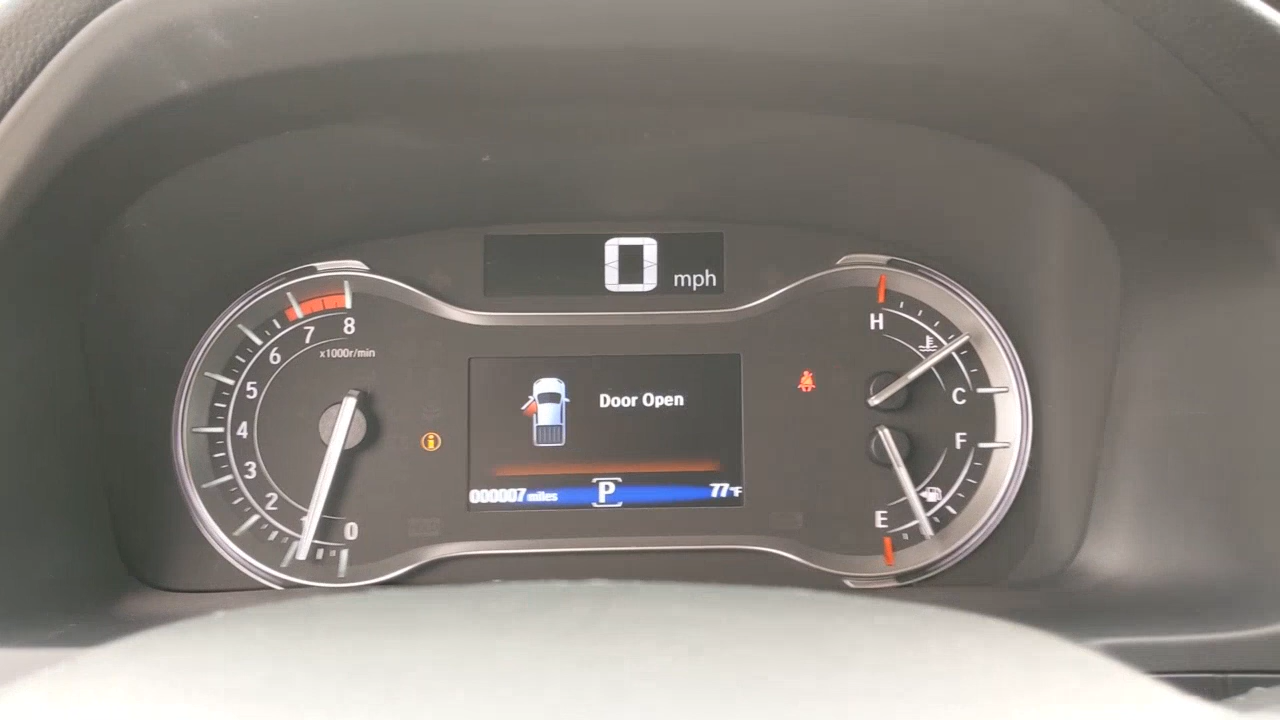 0 mph
8
7
6
5
4
3
2
1
0
x1000r/min
Door Open
000007 miles P 77°F
H
C
F
E